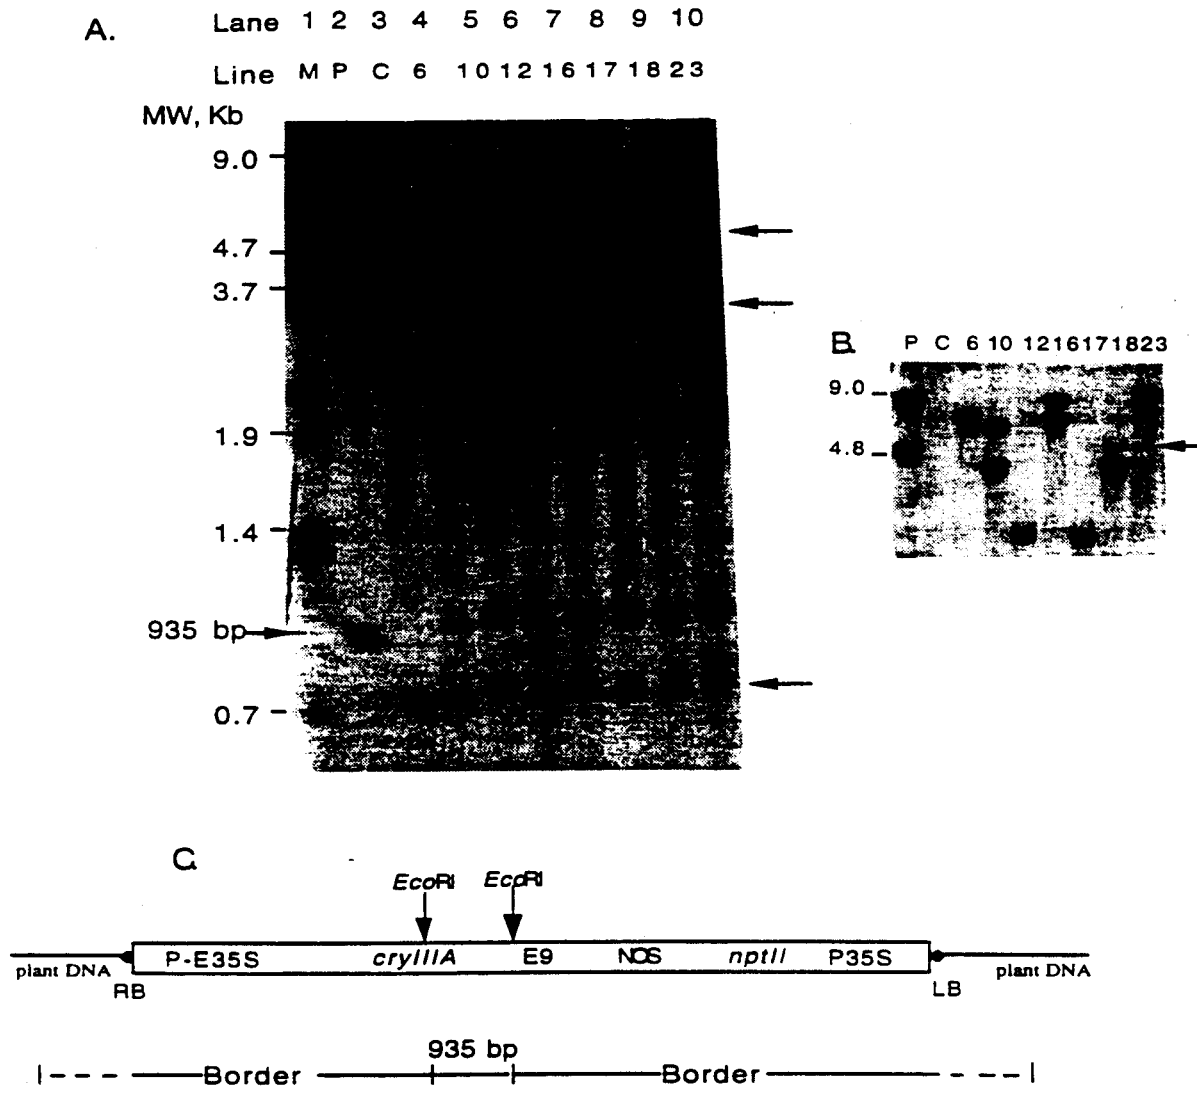 A.
Lane 1 2 3 4 5 6 7 8 9 10
Line M P C 6 10 12 16 17 18 23
MW, Kb
9.0
4.7
3.7
1.9
1.4
935 bp
0.7
B.
P C 6 10 12 16 17 18 23
9.0
4.8
C
EcoRI EcoRI
P-E35S cryIIIA E9 NOS nptII P35S
plant DNA plant DNA
RB LB
935 bp
Border Border